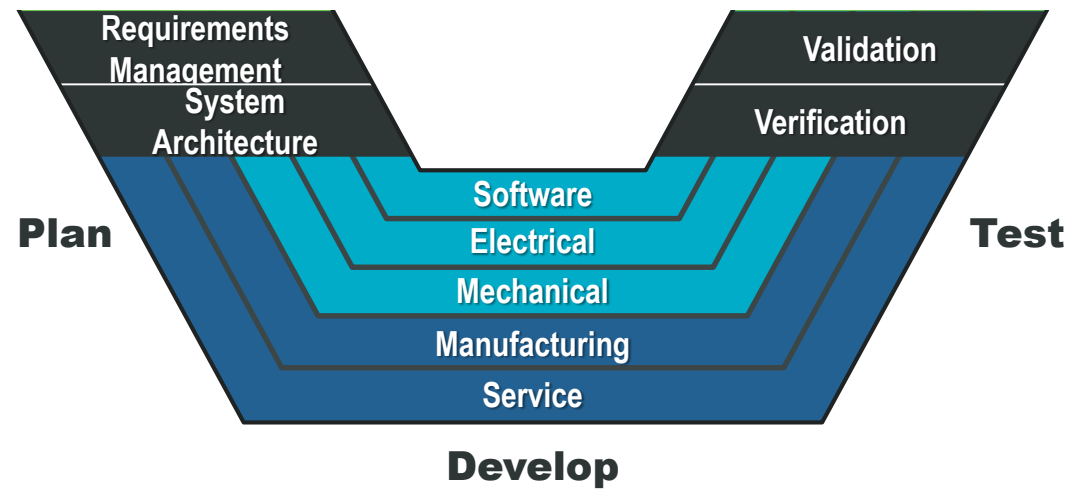 Requirements
Management
System
Architecture
Validation
Verification
Software
Electrical
Mechanical
Manufacturing
Service
Plan
Test
Develop